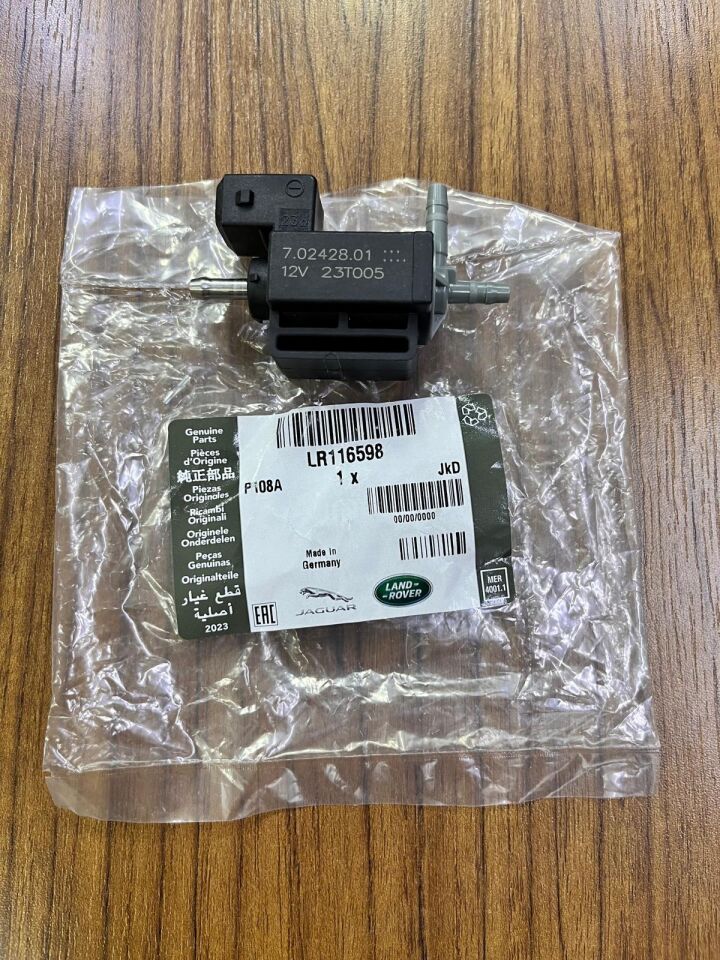 7.02428.01
12V 23T005
Genuine
Parts
Pièces
d'Origine
純正部品
Piezas
Originales
Ricambi
Originali
Originele
Onderdelen
Peças
Genuinas
Originalteile
قطع غيار
أصلية
2023
LR116598
1 x
JkD
P108A
00/00/0000
Made in
Germany
EAC
JAGUAR
LAND-
ROVER
MER
4001.1